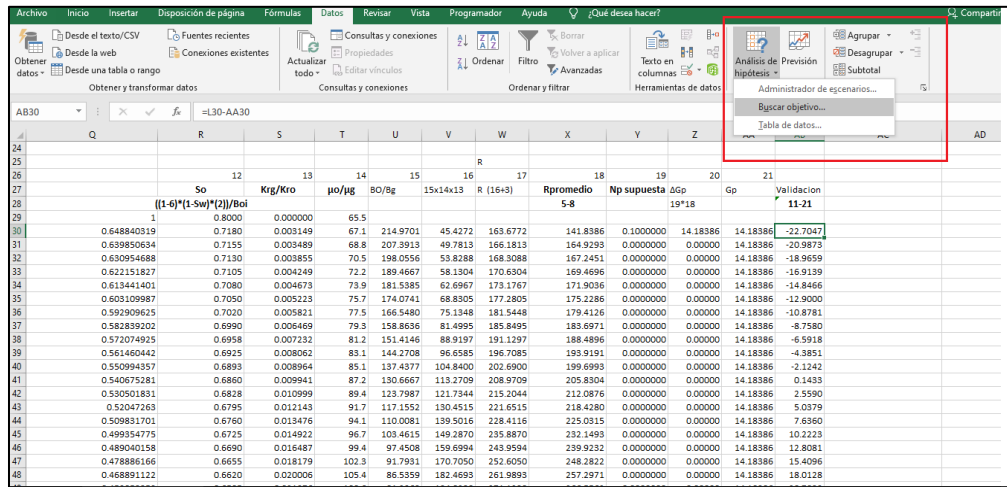 Archivo Inicio Insertar Disposición de página Fórmulas Datos Revisar Vista Programador Ayuda ¿Qué desea hacer? Compartir
Obtener datos Desde el texto/CSV Desde la web Desde una tabla o rango Fuentes recientes Conexiones existentes
Actualizar todo Consultas y conexiones Propiedades Editar vínculos
Ordenar Filtro Borrar Volver a aplicar Avanzadas
Texto en columnas Análisis de hipótesis Previsión Agrupar Desagrupar Subtotal
Obtener y transformar datos Consultas y conexiones Ordenar y filtrar Herramientas de datos
Administrador de escenarios...
Buscar objetivo...
Tabla de datos...
AB30 fx =L30-AA30
Q R S T U V W X Y Z AD
24
25 R
26 12 13 14 15 16 17 18 19 20 21
27 So Krg/Kro µo/µg BO/Bg 15x14x13 R (16+3) Rpromedio Np supuesta ΔGp Gp Validacion
28 ((1-6)*(1-Sw)*(2))/Boi 5-8 19*18 11-21
29 1 0.8000 0.000000 65.5
30 0.648840319 0.7180 0.003149 67.1 214.9701 45.4272 163.6772 141.8386 0.1000000 14.18386 14.18386 -22.7047
31 0.639850634 0.7155 0.003489 68.8 207.3913 49.7813 166.1813 164.9293 0.0000000 0.00000 14.18386 -20.9873
32 0.630954688 0.7130 0.003855 70.5 198.0556 53.8288 168.3088 167.2451 0.0000000 0.00000 14.18386 -18.9659
33 0.622151827 0.7105 0.004249 72.2 189.4667 58.1304 170.6304 169.4696 0.0000000 0.00000 14.18386 -16.9139
34 0.613441401 0.7080 0.004673 73.9 181.5385 62.6967 173.1767 171.9036 0.0000000 0.00000 14.18386 -14.8466
35 0.603109987 0.7050 0.005223 75.7 174.0741 68.8305 177.2805 175.2286 0.0000000 0.00000 14.18386 -12.9000
36 0.592909625 0.7020 0.005821 77.5 166.5480 75.1348 181.5448 179.4126 0.0000000 0.00000 14.18386 -10.8781
37 0.582839202 0.6990 0.006469 79.3 158.8636 81.4995 185.8495 183.6971 0.0000000 0.00000 14.18386 -8.7580
38 0.572074925 0.6958 0.007232 81.2 151.4146 88.9197 191.1297 188.4896 0.0000000 0.00000 14.18386 -6.5918
39 0.561460442 0.6925 0.008062 83.1 144.2708 96.6585 196.7085 193.9191 0.0000000 0.00000 14.18386 -4.3851
40 0.550994357 0.6893 0.008964 85.1 137.4377 104.8400 202.6900 199.6993 0.0000000 0.00000 14.18386 -2.1242
41 0.540675281 0.6860 0.009941 87.2 130.6667 113.2709 208.9709 205.8304 0.0000000 0.00000 14.18386 0.1433
42 0.530501831 0.6828 0.010999 89.4 123.7987 121.7344 215.2044 212.0876 0.0000000 0.00000 14.18386 2.5590
43 0.52047263 0.6795 0.012143 91.7 117.1552 130.4515 221.6515 218.4280 0.0000000 0.00000 14.18386 5.0379
44 0.509831701 0.6760 0.013476 94.1 110.0081 139.5016 228.4116 225.0315 0.0000000 0.00000 14.18386 7.6360
45 0.499354775 0.6725 0.014922 96.7 103.4615 149.2870 235.8870 232.1493 0.0000000 0.00000 14.18386 10.2223
46 0.489040158 0.6690 0.016487 99.4 97.4508 159.6994 243.9594 239.9232 0.0000000 0.00000 14.18386 12.8081
47 0.478886166 0.6655 0.018179 102.3 91.7931 170.7050 252.6050 248.2822 0.0000000 0.00000 14.18386 15.4096
48 0.468891122 0.6620 0.020006 105.4 86.5359 182.4693 261.9893 257.2971 0.0000000 0.00000 14.18386 18.0128